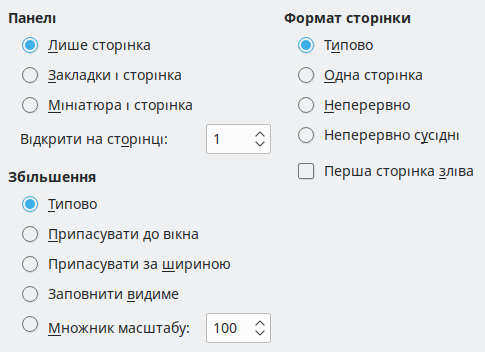 Панелі
Лише сторінка
Закладки і сторінка
Мініатюра і сторінка
Відкрити на сторінці: 1
Збільшення
Типово
Припасувати до вікна
Припасувати за шириною
Заповнити видиме
Множник масштабу: 100
Формат сторінки
Типово
Одна сторінка
Неперервно
Неперервно сусідні
Перша сторінка зліва